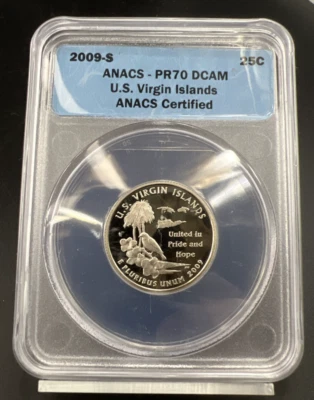 2009-S 25C
ANACS - PR70 DCAM
U.S. Virgin Islands
ANACS Certified
U.S. VIRGIN ISLANDS
United in
Pride and
Hope
E PLURIBUS UNUM 2009